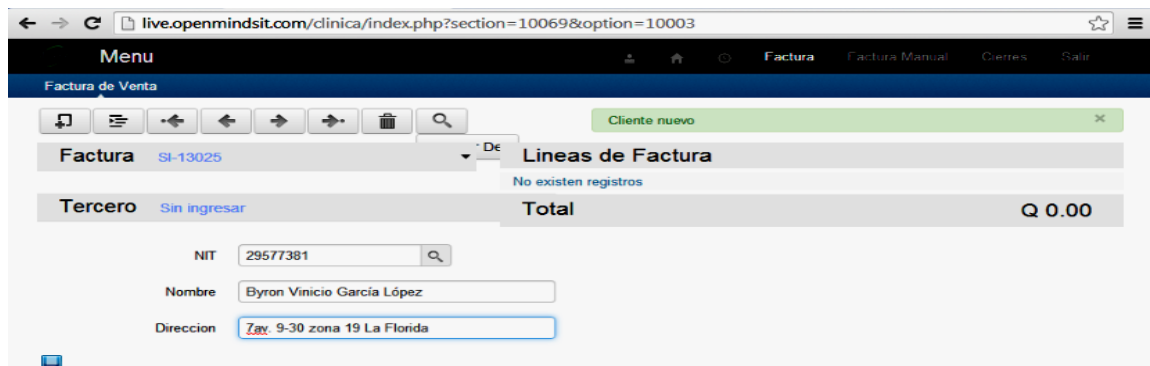 live.openmindsit.com/clinica/index.php?section=10069&option=10003
Menu Factura Factura Manual Cierres Salir
Factura de Venta
Cliente nuevo ×
De
Factura SI-13025
Lineas de Factura
No existen registros
Tercero Sin ingresar
Total Q 0.00
NIT 29577381
Nombre Byron Vinicio García López
Direccion 7av. 9-30 zona 19 La Florida